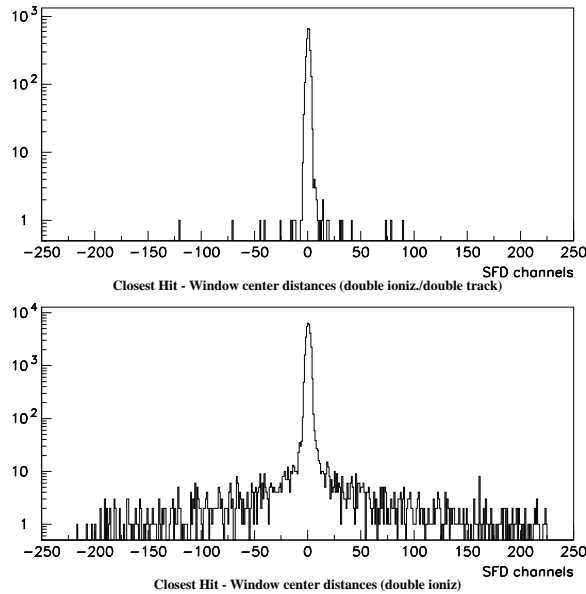 10³
10²
10
1
−250 −200 −150 −100 −50 0 50 100 150 200 250
SFD channels
Closest Hit - Window center distances (double ioniz./double track)
10⁴
10³
10²
10
1
−250 −200 −150 −100 −50 0 50 100 150 200 250
SFD channels
Closest Hit - Window center distances (double ioniz)